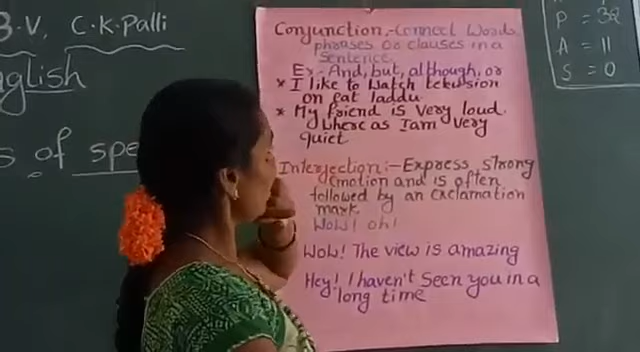 B.V. C.K.Palli
English
s of spe
P = 32
A = 11
S = 0
Conjunction,-Connect Words,
phrases or clauses in a
Sentence.
Ex:- And, but, although, or
* I like to watch television
on eat laddu.
* My friend is very loud.
Where as I am very
quiet
Interjection:- Express strong
emotion and is often
followed by an exclamation
mark.
Wow! oh!
Wow! The view is amazing
Hey! I haven't seen you in a
long time